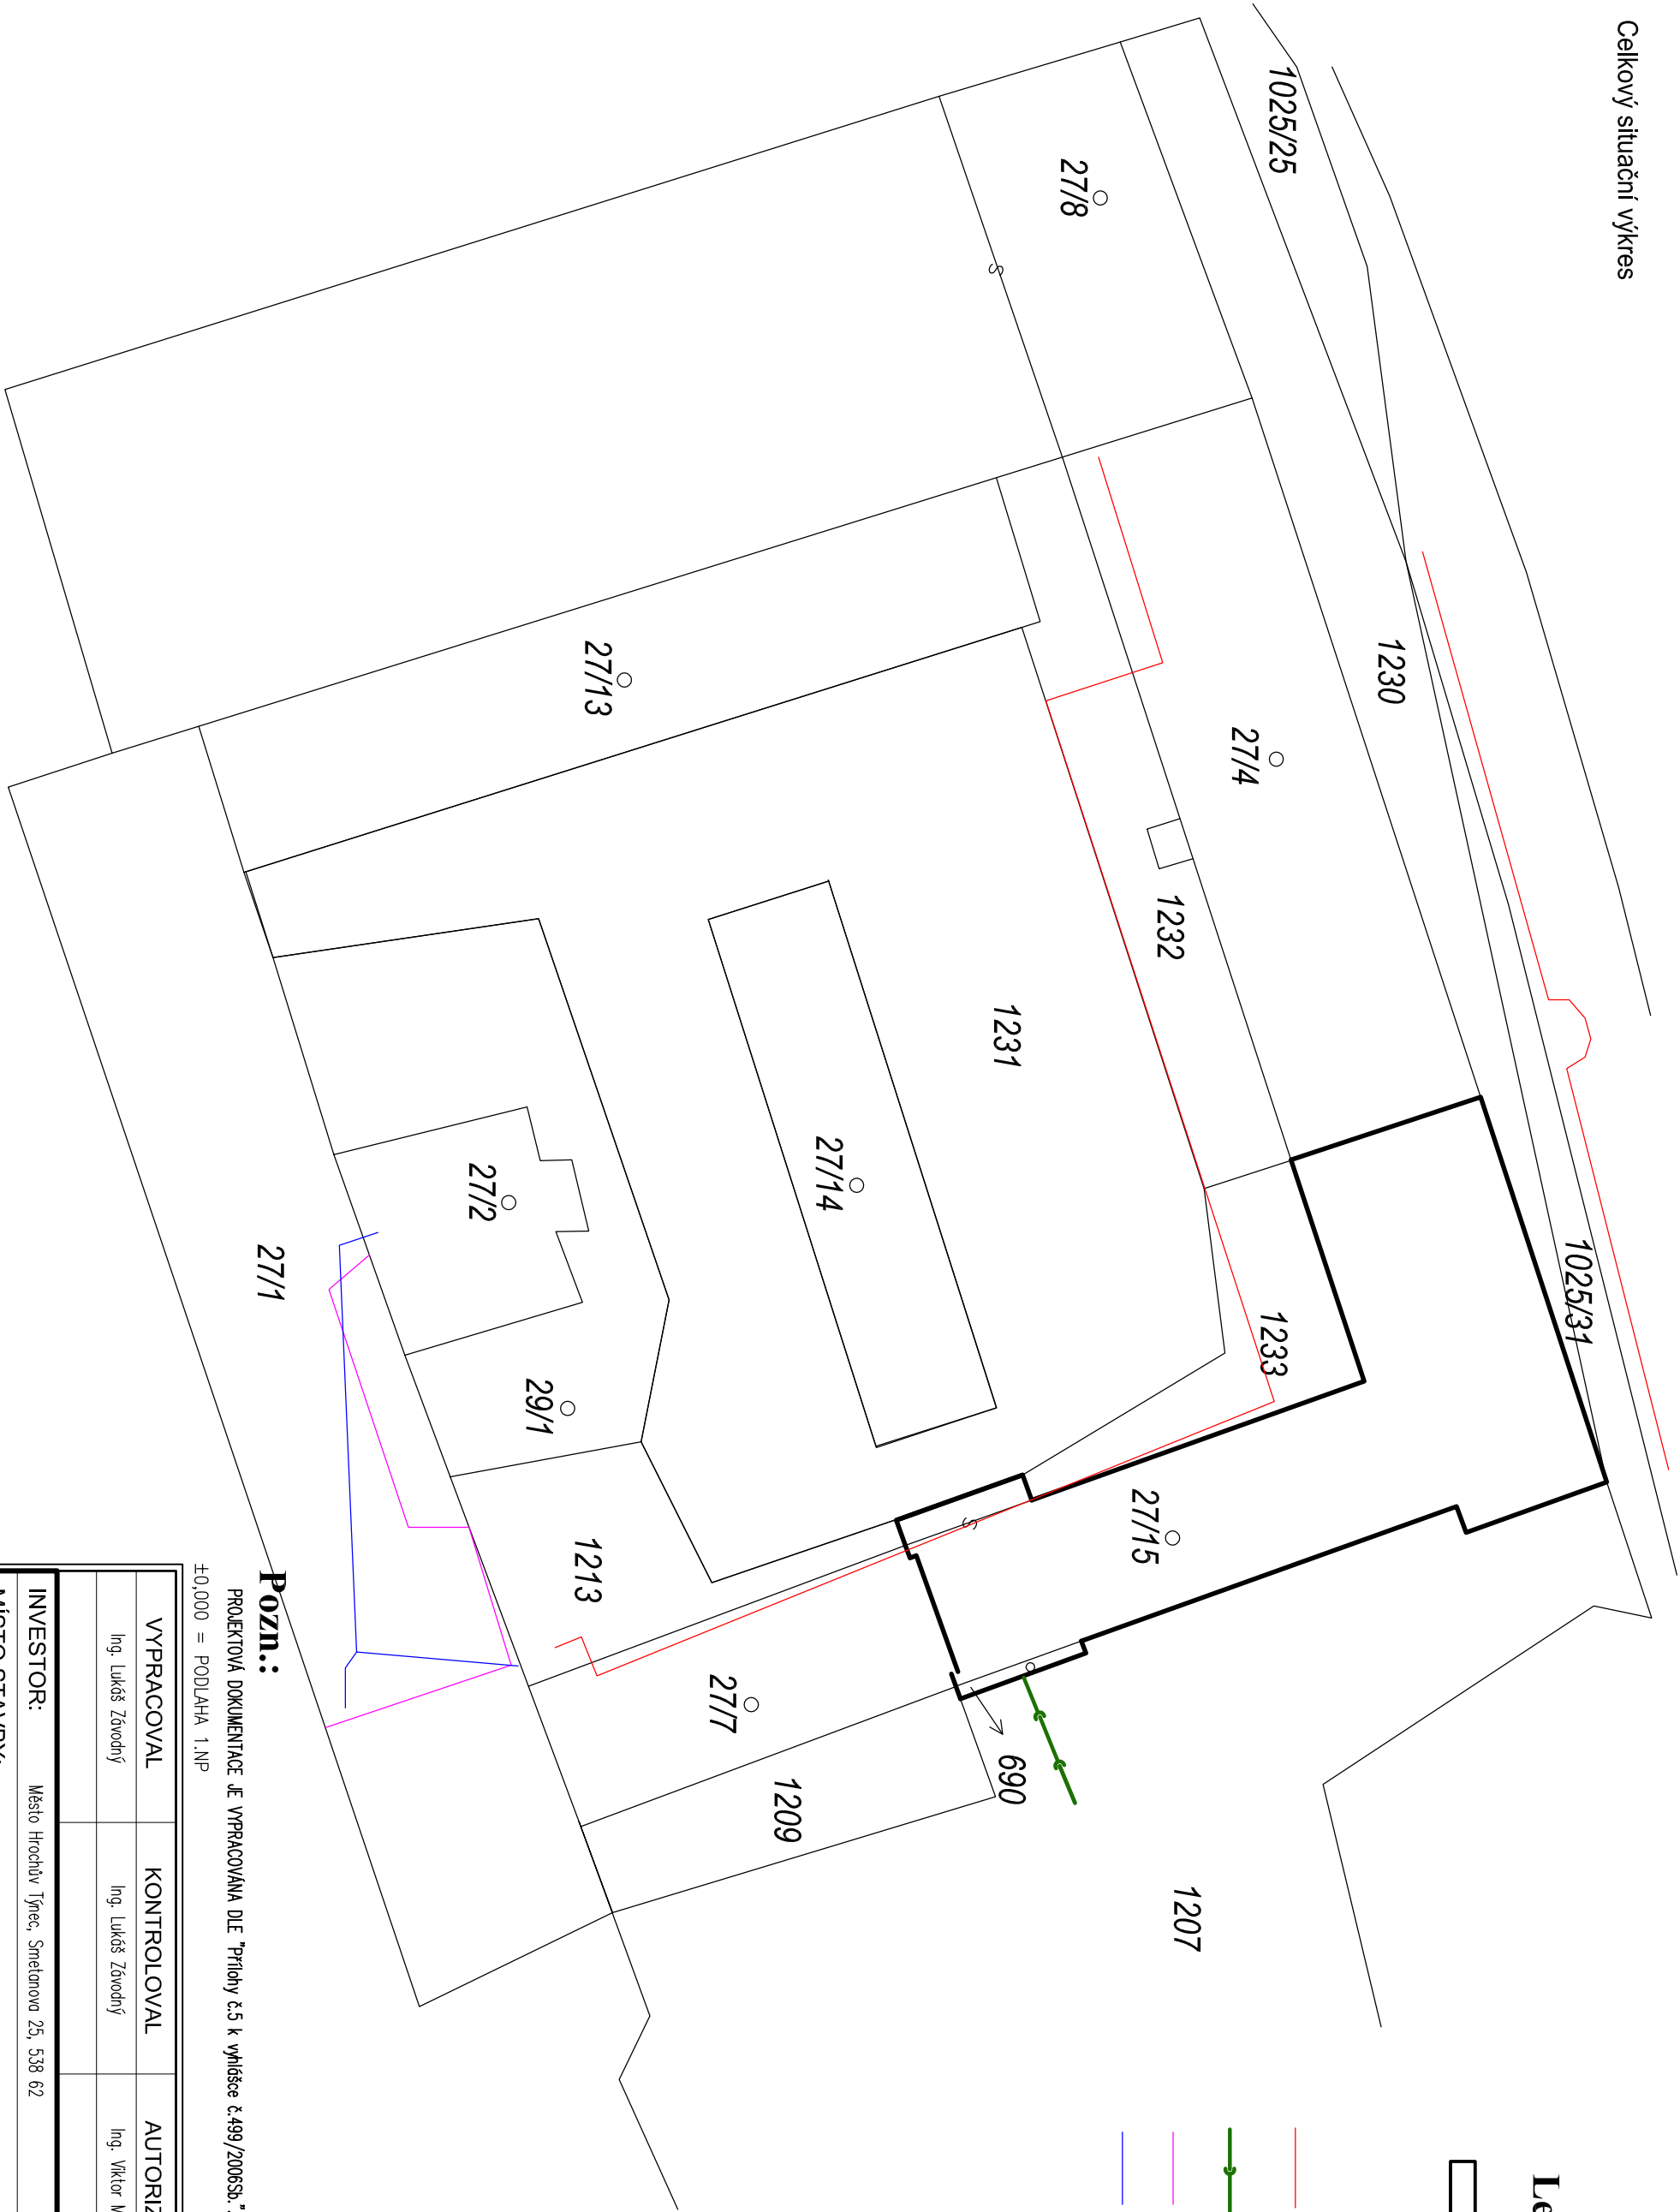 Celkový situační výkres
1025/25
27/8
1230
27/4
27/13
1232
1231
27/14
27/2
27/1
1025/31
1233
29/1
27/15
1213
27/7
690
1209
1207
S
S
Pozn.:
PROJEKTOVÁ DOKUMENTACE JE VYPRACOVÁNA DLE "Přílohy č.5 k vyhlášce č.499/2006Sb."
±0,000 = PODLAHA 1.NP
VYPRACOVAL KONTROLOVAL
Ing. Lukáš Závodný Ing. Lukáš Závodný Ing. Viktor
INVESTOR: Město Hrochův Týnec, Smetanova 25, 538 62